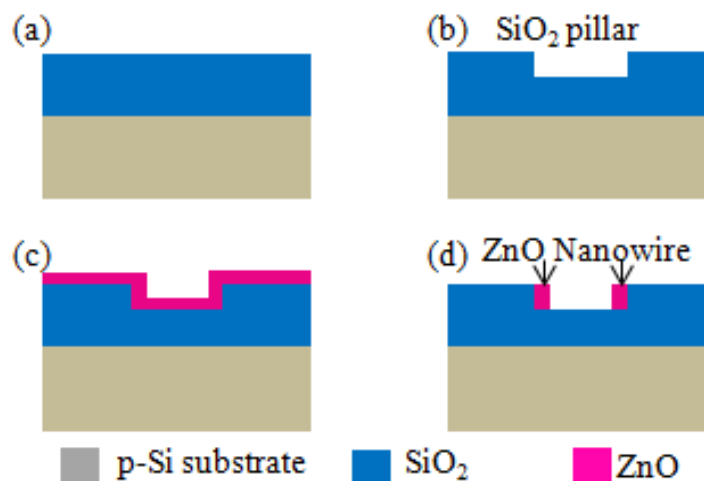 (a)
(b) SiO₂ pillar
(c)
(d) ZnO Nanowire
p-Si substrate SiO₂ ZnO